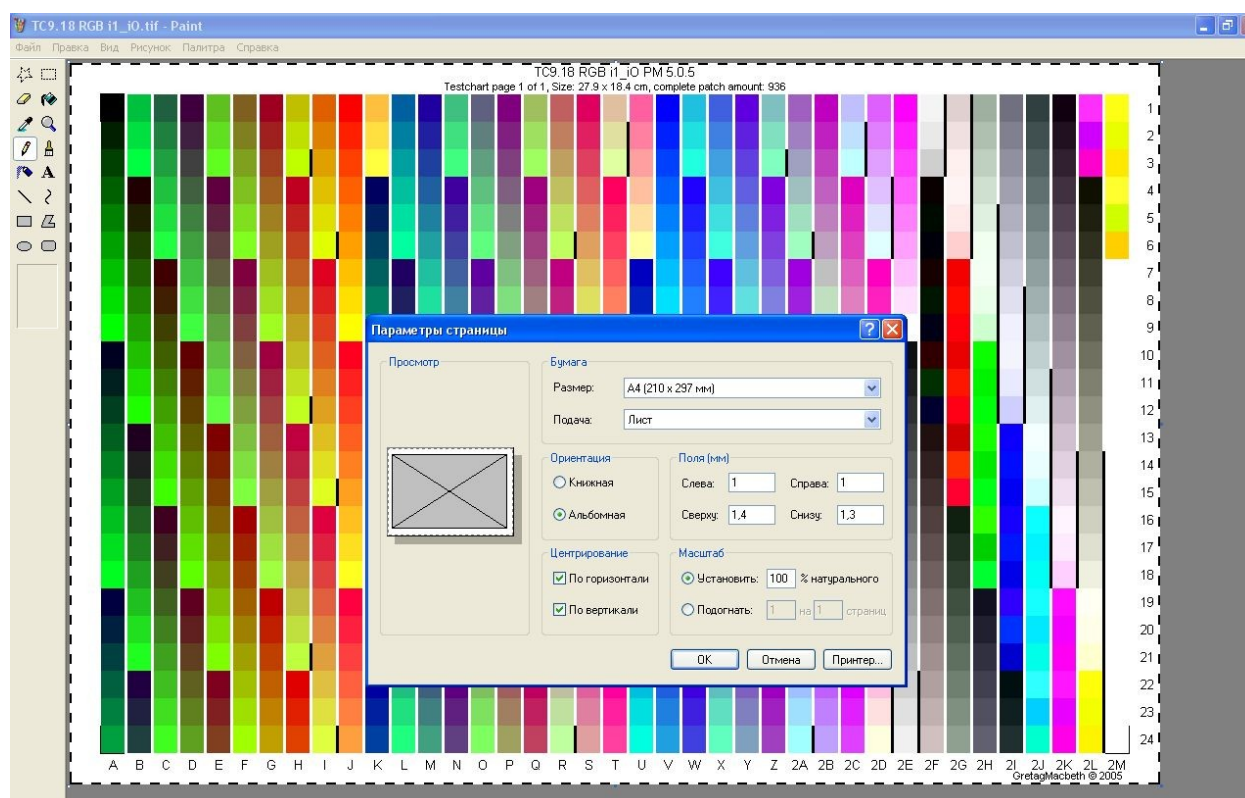 TC9.18 RGB i1_iO.tif - Paint
Файл Правка Вид Рисунок Палитра Справка
TC9.18 RGB i1_iO PM 5.0.5
Testchart page 1 of 1, Size: 27.9 x 18.4 cm, complete patch amount: 936
1
2
3
4
5
6
7
8
9
10
11
12
13
14
15
16
17
18
19
20
21
22
23
24
Параметры страницы
Просмотр
Бумага
Размер: A4 (210 x 297 мм)
Подача: Лист
Ориентация
Книжная
Альбомная
Поля (мм)
Слева: 1 Справа: 1
Сверху: 1,4 Снизу: 1,3
Центрирование
По горизонтали
По вертикали
Масштаб
Установить: 100 % натурального
Подогнать: 1 на 1 страниц
ОК Отмена Принтер...
A B C D E F G H I J K L M N O P Q R S T U V W X Y Z 2A 2B 2C 2D 2E 2F 2G 2H 2I 2J 2K 2L 2M
GretagMacbeth © 2005